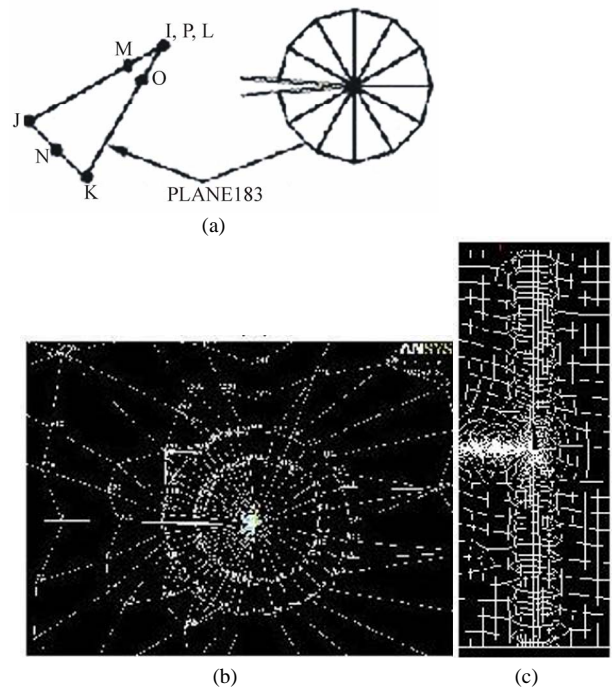 I, P, L
M
O
J
N
K
PLANE183
(a)
ANSYS
(b)
(c)